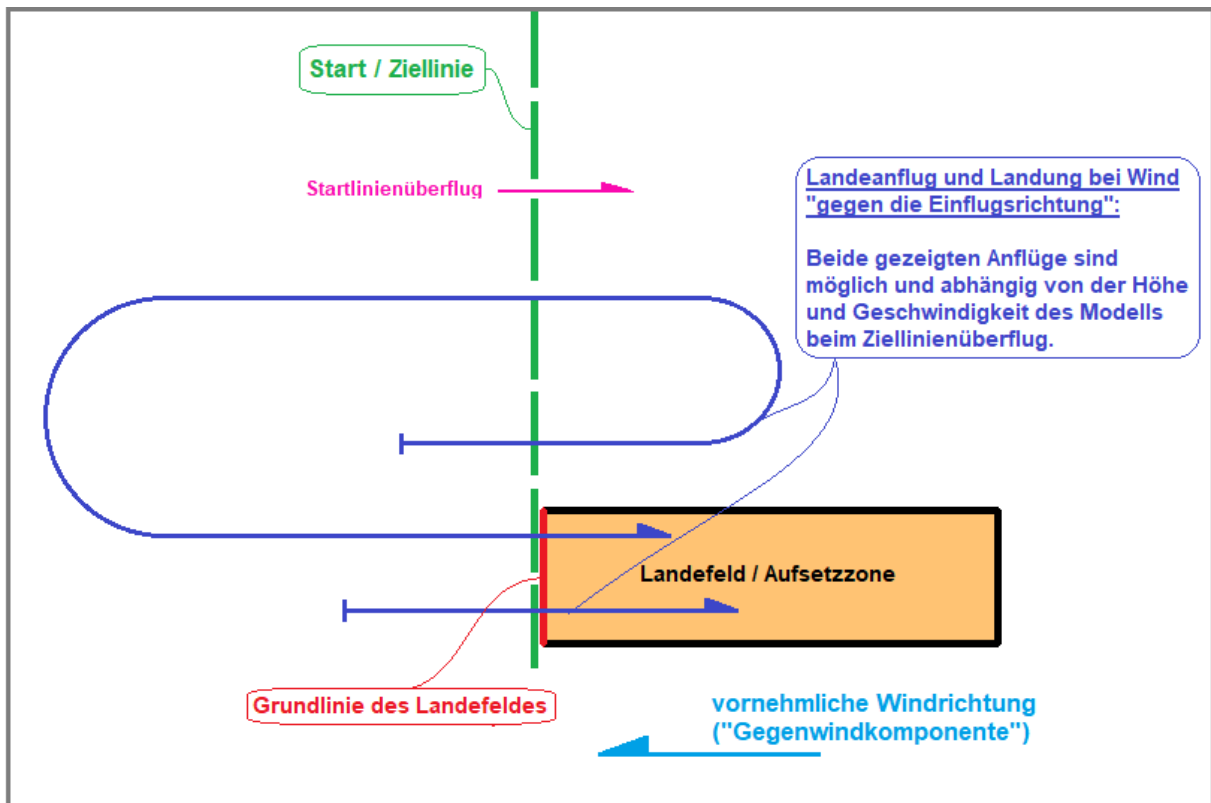 Start / Ziellinie
Startlinienüberflug
Landeanflug und Landung bei Wind
"gegen die Einflugsrichtung":
Beide gezeigten Anflüge sind
möglich und abhängig von der Höhe
und Geschwindigkeit des Modells
beim Ziellinienüberflug.
Landefeld / Aufsetzzone
Grundlinie des Landefeldes
vornehmliche Windrichtung
("Gegenwindkomponente")